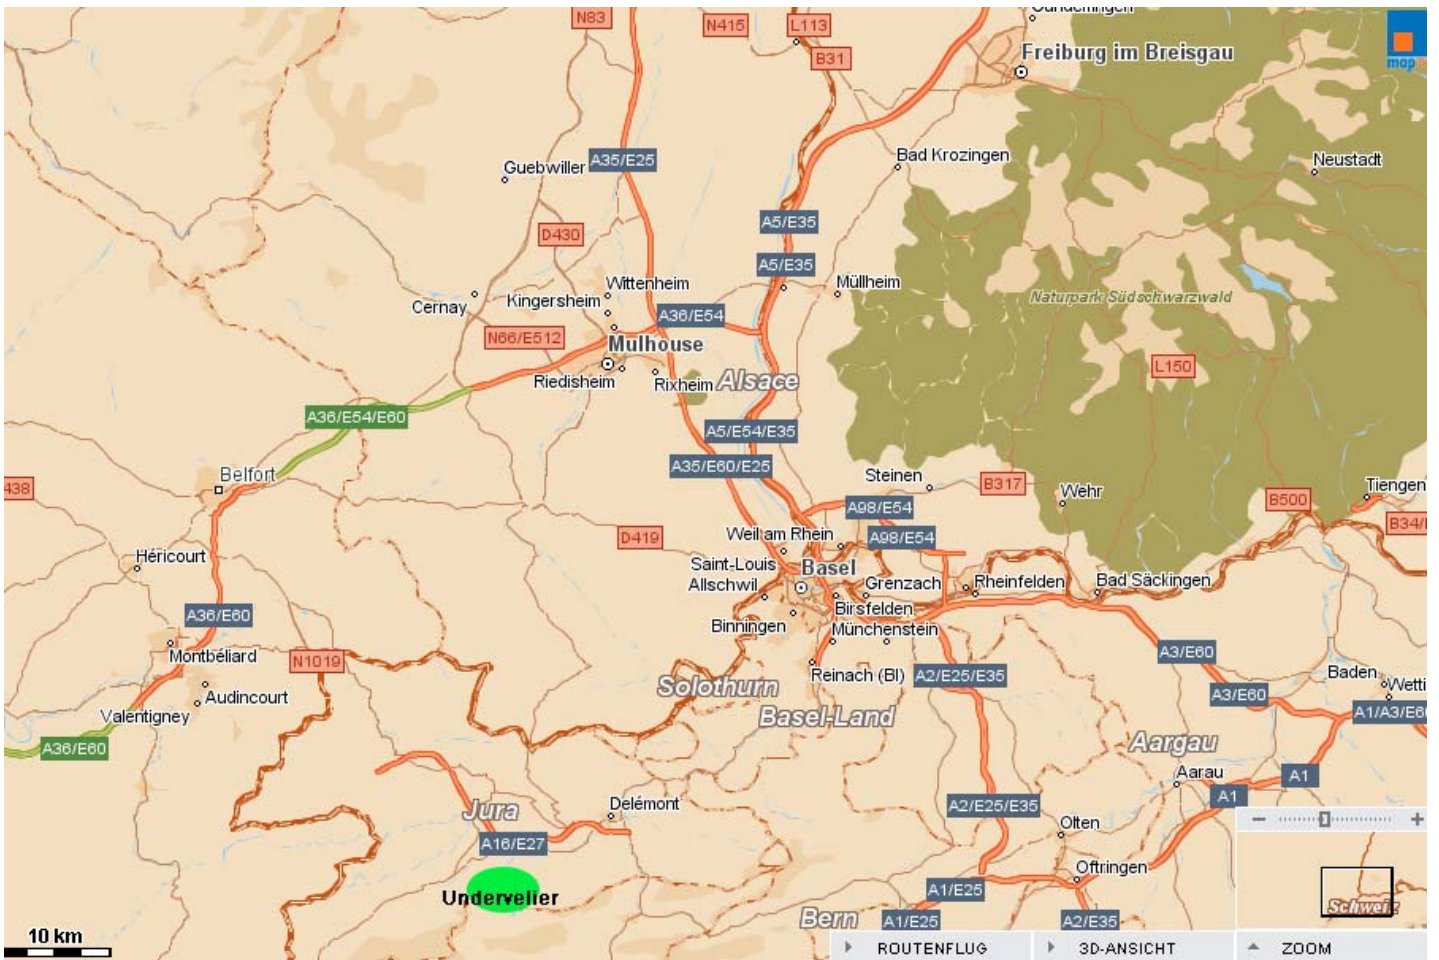 N83
N415
L113
Gundelfingen
B31
Freiburg im Breisgau
map
A35/E25
Guebwiller
Bad Krozingen
Neustadt
A5/E35
D430
A5/E35
Wittenheim
Müllheim
Kingersheim
Cernay
Naturpark Südschwarzwald
A36/E54
N66/E512
Mulhouse
L150
Riedisheim
Rixheim
Alsace
A36/E54/E60
A5/E54/E35
A35/E60/E25
Belfort
Steinen
B317
Wehr
438
B500
Tiengen
A98/E54
B34/
D419
Weil am Rhein
A98/E54
Héricourt
Saint-Louis
Basel
Allschwil
Grenzach
Rheinfelden
Bad Säckingen
A36/E60
Birsfelden
Binningen
Münchenstein
Montbéliard
N1019
A3/E60
Reinach (Bl)
A2/E25/E35
Baden
Wetti
Audincourt
Solothurn
A3/E60
Valentigney
Basel-Land
A1/A3/E60
A36/E60
Aargau
Aarau
A1
Jura
Delémont
A2/E25/E35
A1
Olten
A16/E27
Oftringen
Undervelier
A1/E25
Bern
A1/E25
A2/E35
Schweiz
10 km
ROUTENFLUG
3D-ANSICHT
ZOOM